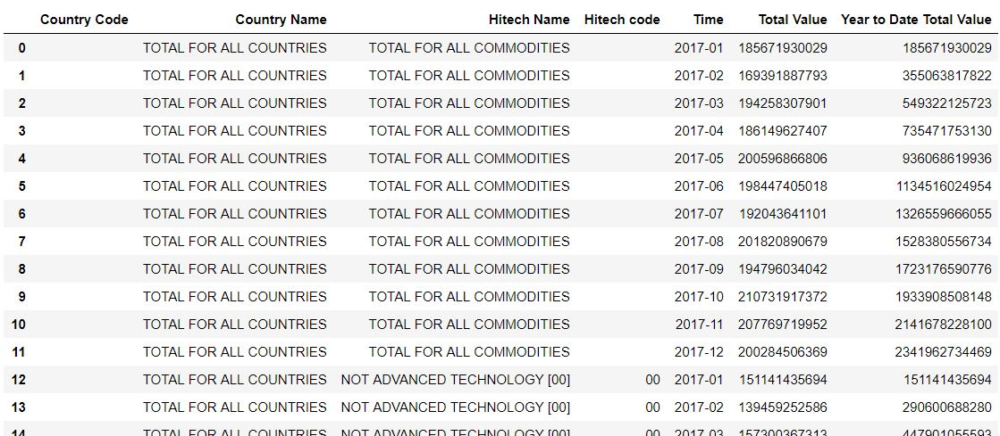 Country Code Country Name Hitech Name Hitech code Time Total Value Year to Date Total Value
0 TOTAL FOR ALL COUNTRIES TOTAL FOR ALL COMMODITIES 2017-01 185671930029 185671930029
1 TOTAL FOR ALL COUNTRIES TOTAL FOR ALL COMMODITIES 2017-02 169391887793 355063817822
2 TOTAL FOR ALL COUNTRIES TOTAL FOR ALL COMMODITIES 2017-03 194258307901 549322125723
3 TOTAL FOR ALL COUNTRIES TOTAL FOR ALL COMMODITIES 2017-04 186149627407 735471753130
4 TOTAL FOR ALL COUNTRIES TOTAL FOR ALL COMMODITIES 2017-05 200596866806 936068619936
5 TOTAL FOR ALL COUNTRIES TOTAL FOR ALL COMMODITIES 2017-06 198447405018 1134516024954
6 TOTAL FOR ALL COUNTRIES TOTAL FOR ALL COMMODITIES 2017-07 192043641101 1326559666055
7 TOTAL FOR ALL COUNTRIES TOTAL FOR ALL COMMODITIES 2017-08 201820890679 1528380556734
8 TOTAL FOR ALL COUNTRIES TOTAL FOR ALL COMMODITIES 2017-09 194796034042 1723176590776
9 TOTAL FOR ALL COUNTRIES TOTAL FOR ALL COMMODITIES 2017-10 210731917372 1933908508148
10 TOTAL FOR ALL COUNTRIES TOTAL FOR ALL COMMODITIES 2017-11 207769719952 2141678228100
11 TOTAL FOR ALL COUNTRIES TOTAL FOR ALL COMMODITIES 2017-12 200284506369 2341962734469
12 TOTAL FOR ALL COUNTRIES NOT ADVANCED TECHNOLOGY [00] 00 2017-01 151141435694 151141435694
13 TOTAL FOR ALL COUNTRIES NOT ADVANCED TECHNOLOGY [00] 00 2017-02 139459252586 290600688280
14 TOTAL FOR ALL COUNTRIES NOT ADVANCED TECHNOLOGY [00] 00 2017-03 157300367313 447901055593